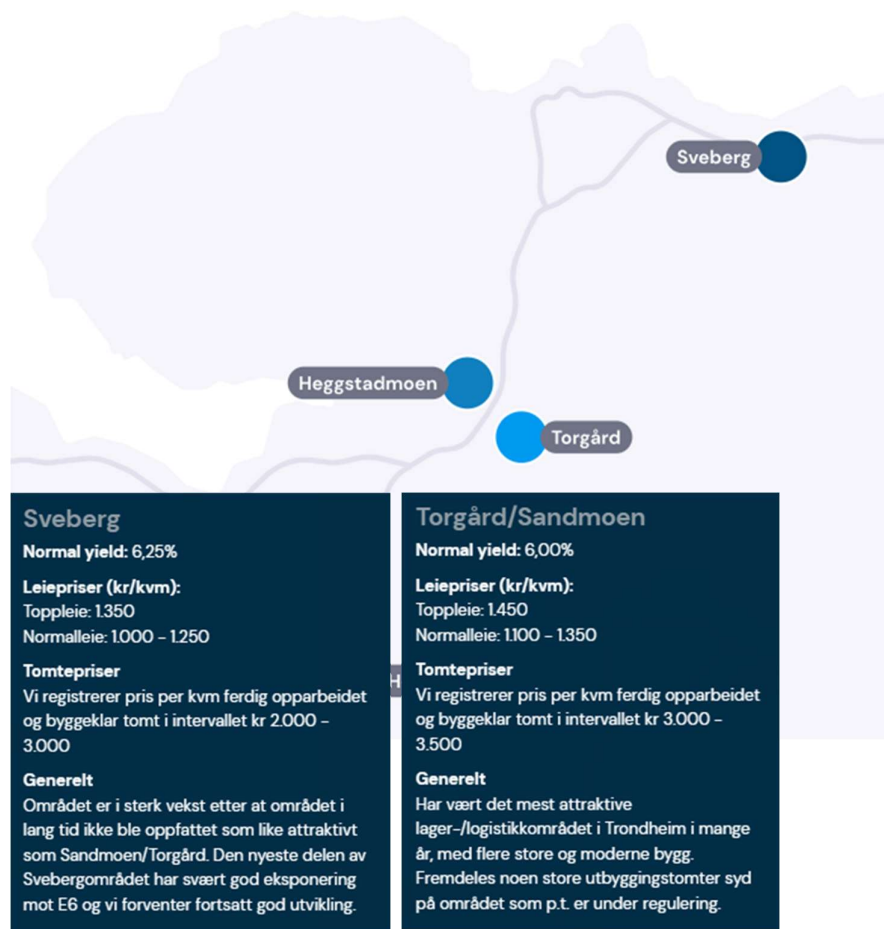 Sveberg
Heggstadmoen
Torgård
Sveberg
Normal yield: 6,25%
Leiepriser (kr/kvm):
Toppleie: 1.350
Normalleie: 1.000 – 1.250
Tomtepriser
Vi registrerer pris per kvm ferdig opparbeidet
og byggeklar tomt i intervallet kr 2.000 –
3.000
Generelt
Området er i sterk vekst etter at området i
lang tid ikke ble oppfattet som like attraktivt
som Sandmoen/Torgård. Den nyeste delen av
Svebergområdet har svært god eksponering
mot E6 og vi forventer fortsatt god utvikling.
H
Torgård/Sandmoen
Normal yield: 6,00%
Leiepriser (kr/kvm):
Toppleie: 1.450
Normalleie: 1.100 – 1.350
Tomtepriser
Vi registrerer pris per kvm ferdig opparbeidet
og byggeklar tomt i intervallet kr 3.000 –
3.500
Generelt
Har vært det mest attraktive
lager-/logistikkområdet i Trondheim i mange
år, med flere store og moderne bygg.
Fremdeles noen store utbyggingstomter syd
på området som p.t. er under regulering.